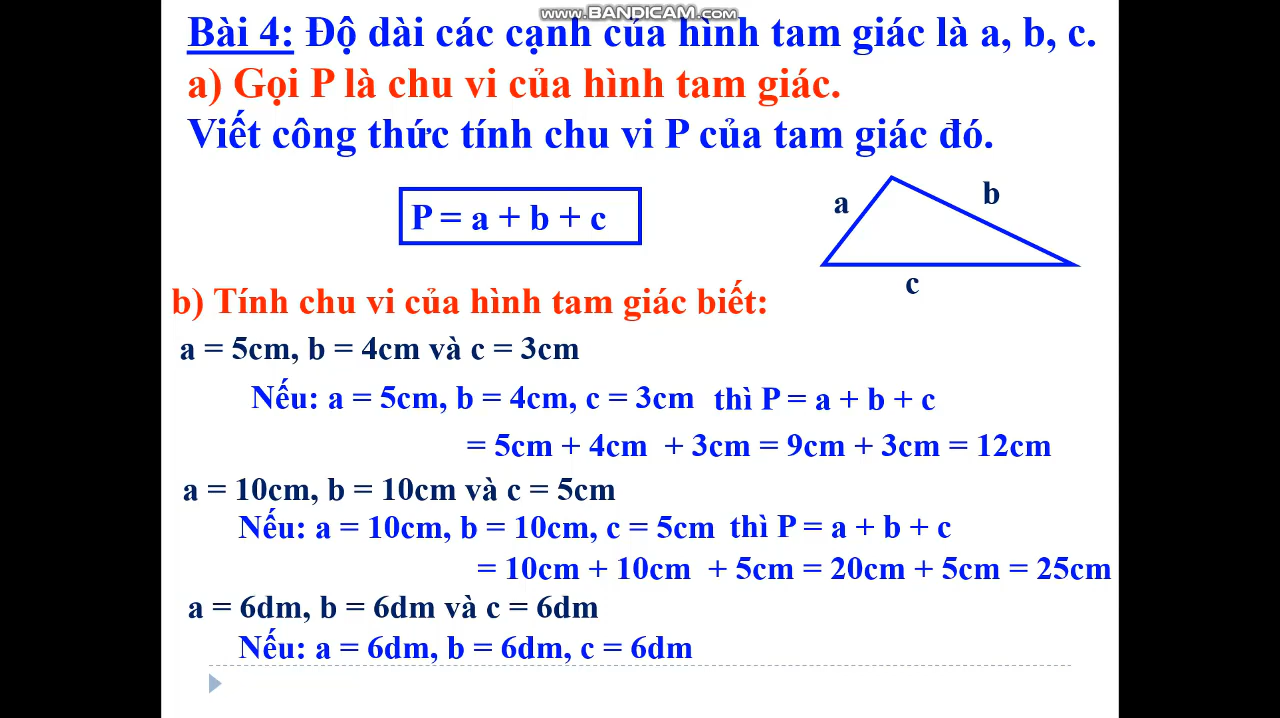 www.BANDICAM.com
Bài 4: Độ dài các cạnh của hình tam giác là a, b, c.
a) Gọi P là chu vi của hình tam giác.
Viết công thức tính chu vi P của tam giác đó.
P = a + b + c
a
b
c
b) Tính chu vi của hình tam giác biết:
a = 5cm, b = 4cm và c = 3cm
Nếu: a = 5cm, b = 4cm, c = 3cm thì P = a + b + c
= 5cm + 4cm + 3cm = 9cm + 3cm = 12cm
a = 10cm, b = 10cm và c = 5cm
Nếu: a = 10cm, b = 10cm, c = 5cm thì P = a + b + c
= 10cm + 10cm + 5cm = 20cm + 5cm = 25cm
a = 6dm, b = 6dm và c = 6dm
Nếu: a = 6dm, b = 6dm, c = 6dm